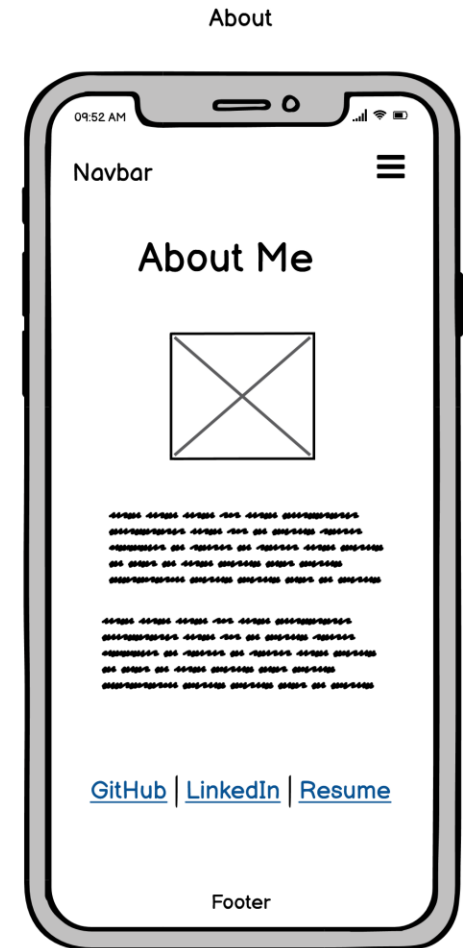 About
09:52 AM
Navbar
About Me
GitHub | LinkedIn | Resume
Footer